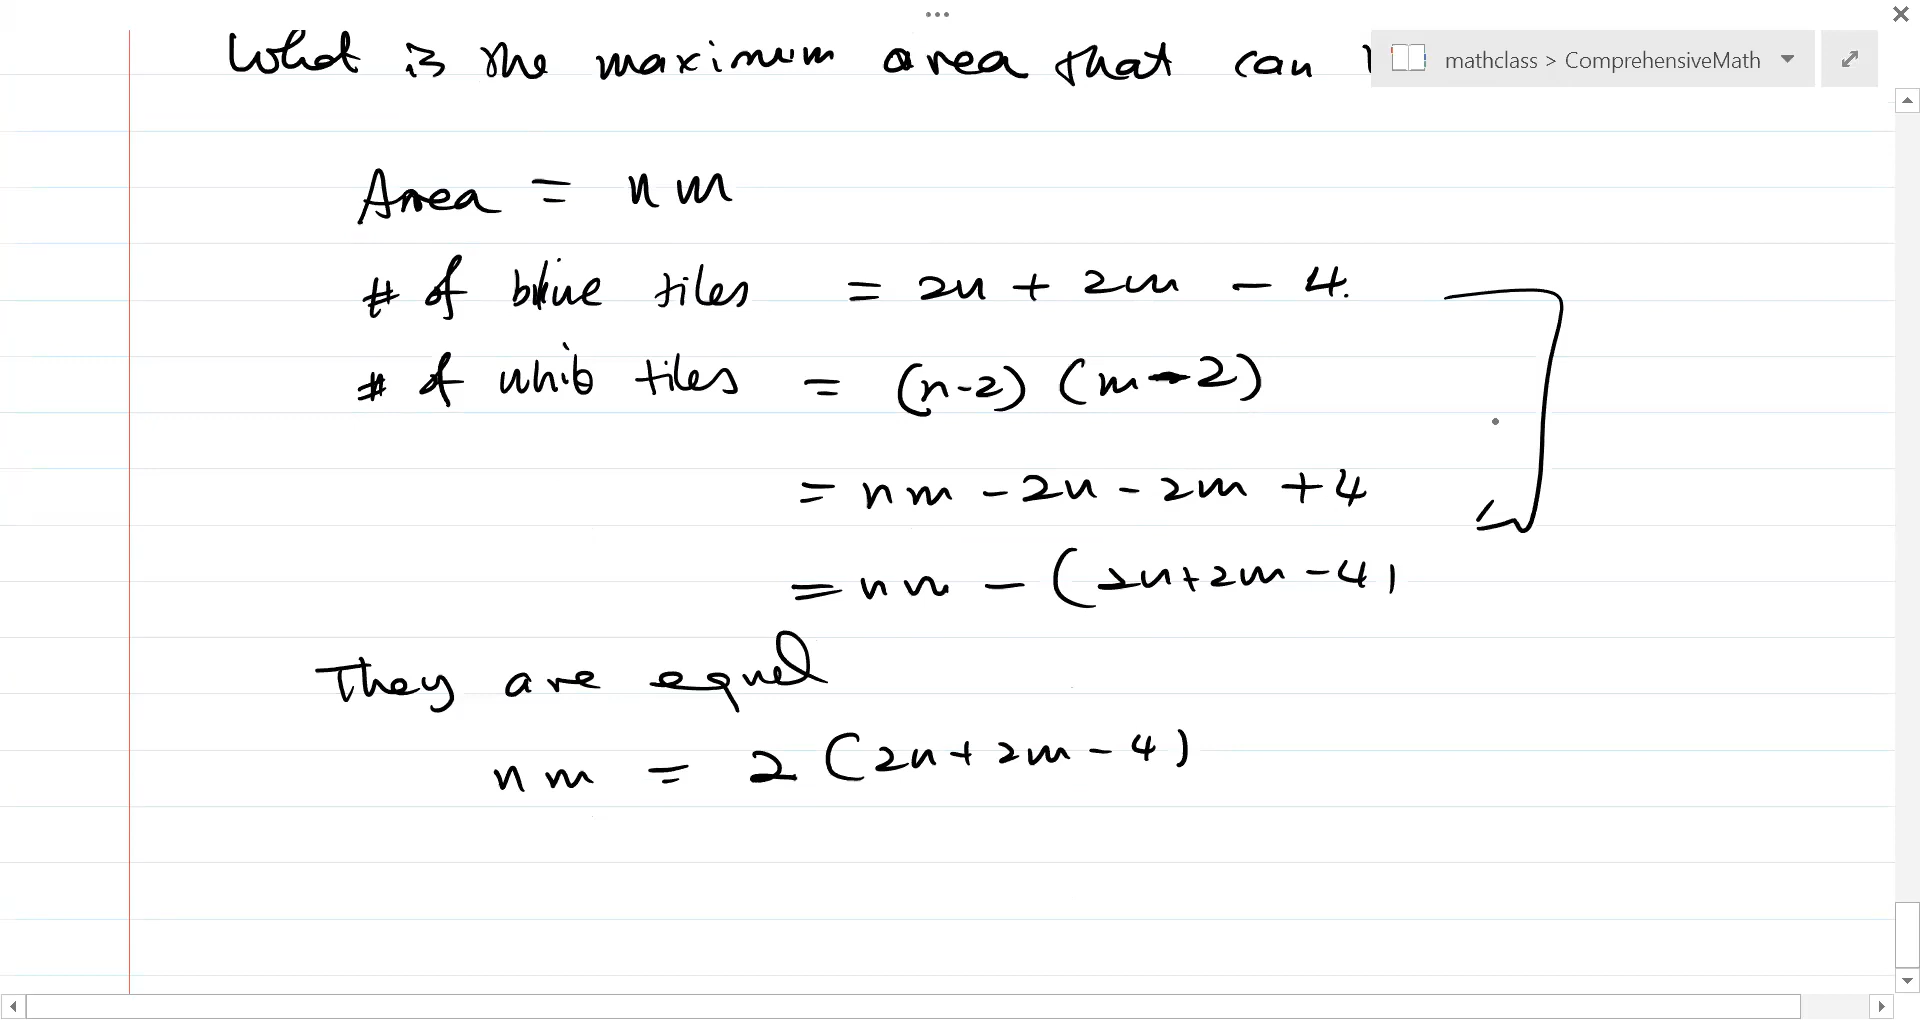 What is the maximum area that can
mathclass > ComprehensiveMath
Area = nm
# of blue tiles = 2n + 2m - 4.
# of white tiles = (n-2) (m-2)
= nm - 2n - 2m + 4
= nm - (2n+2m-4)
They are equal
nm = 2 (2n+2m-4)